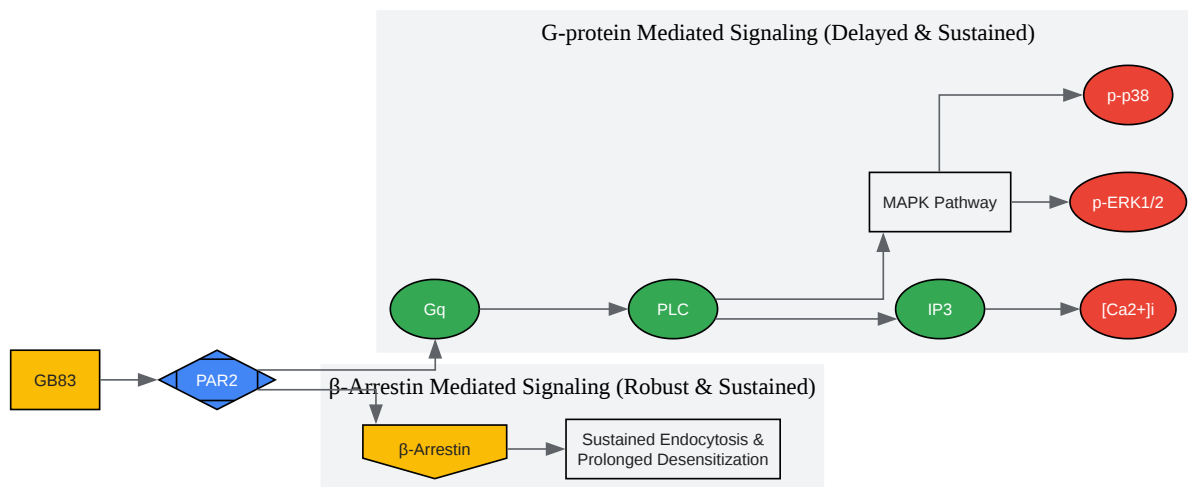 G-protein Mediated Signaling (Delayed & Sustained)
p-p38
MAPK Pathway
p-ERK1/2
Gq
PLC
IP3
[Ca2+]i
GB83
PAR2
β-Arrestin Mediated Signaling (Robust & Sustained)
β-Arrestin
Sustained Endocytosis &
Prolonged Desensitization